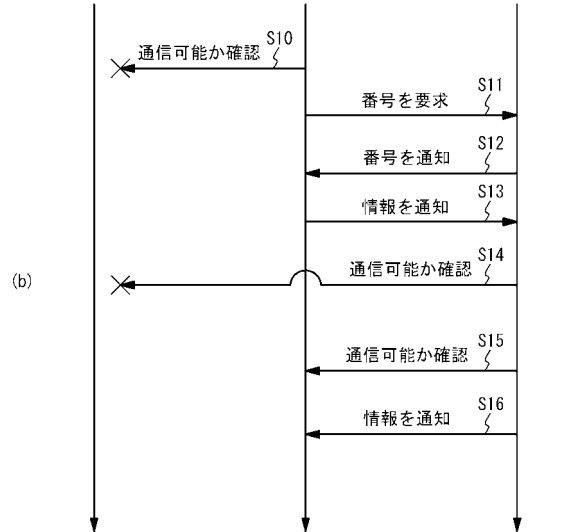 S10
通信可能か確認
S11
番号を要求
S12
番号を通知
S13
情報を通知
S14
通信可能か確認
(b)
S15
通信可能か確認
S16
情報を通知